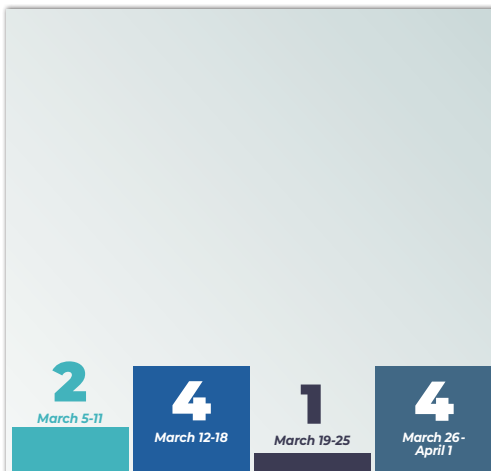 2
March 5-11
4
March 12-18
1
March 19-25
4
March 26-
April 1